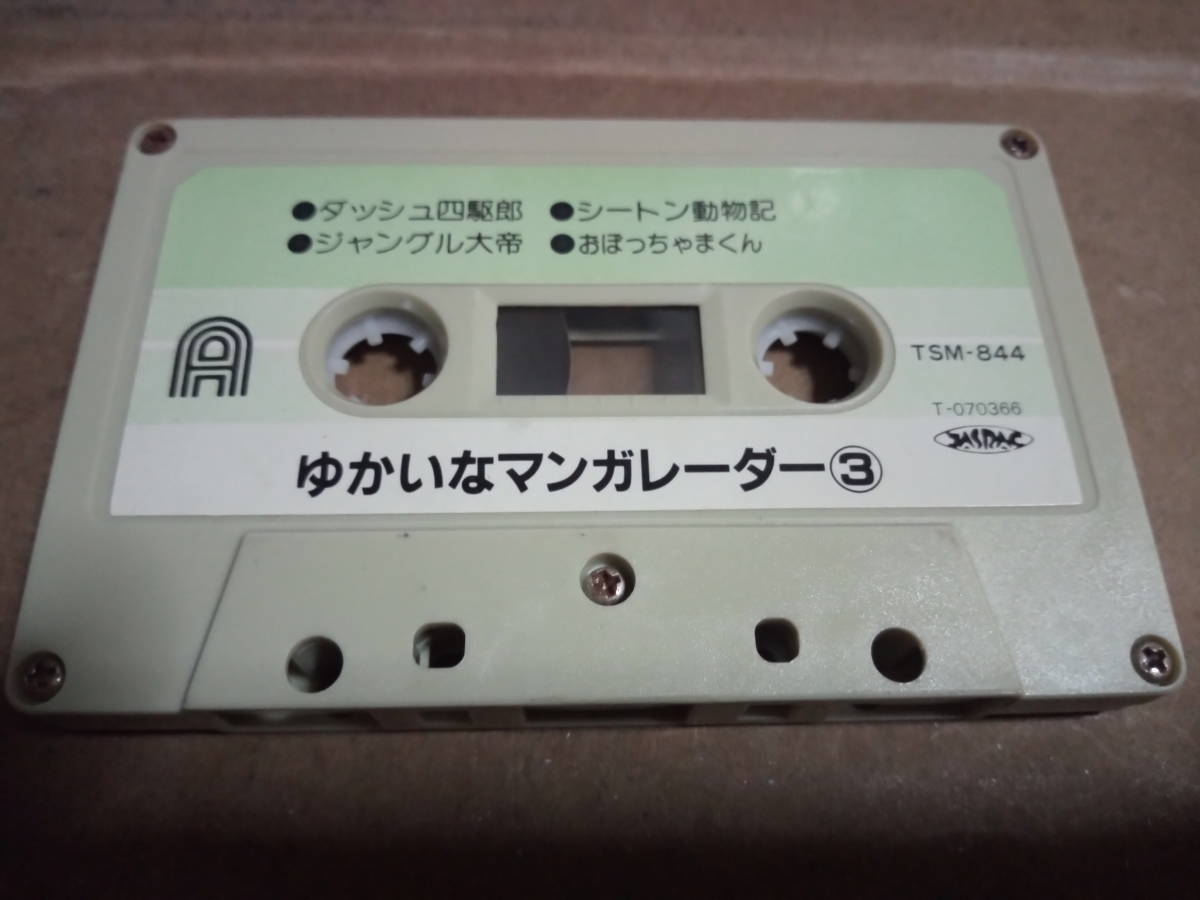 ●ダッシュ四駆郎 ●シートン動物記
●ジャングル大帝 ●おぼっちゃまくん
A
TSM-844
T-070366
JASRAC
ゆかいなマンガレーダー③